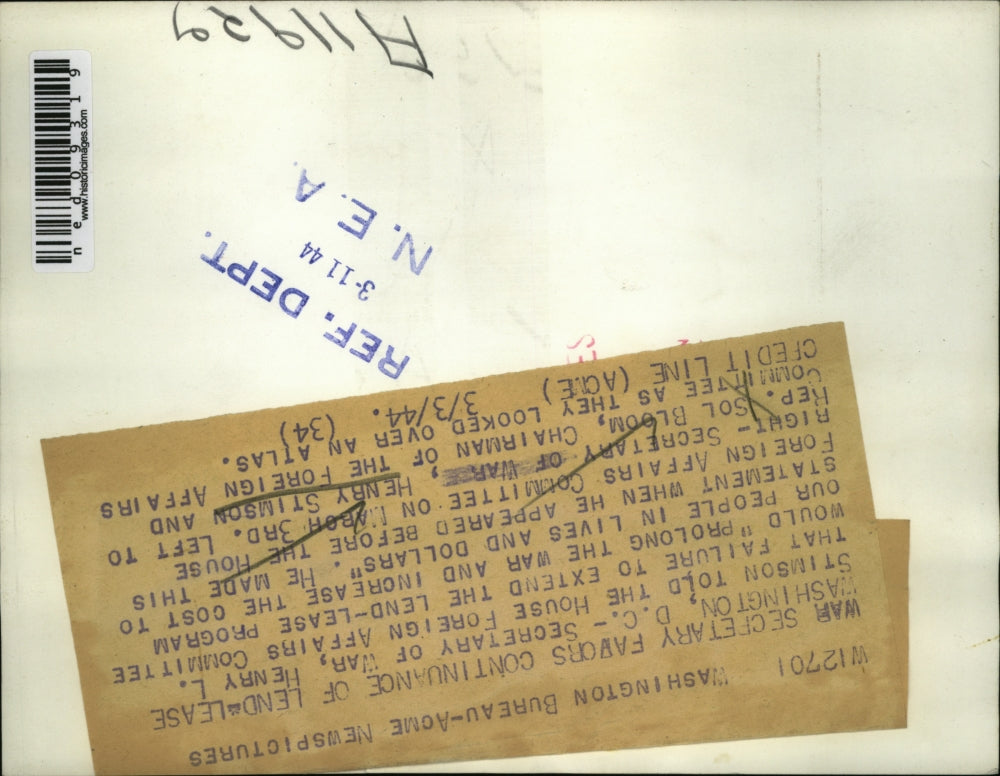 A11929
ned09319
www.historicimages.com
N. E. A.
3-11 44
REF. DEPT.
W12701 WASHINGTON BUREAU-ACME NEWSPICTURES
WAR SECRETARY FAVORS CONTINUANCE OF LEND-LEASE
WASHINGTON, D.C. – SECRETARY OF WAR, HENRY L.
STIMSON TOLD THE HOUSE FOREIGN AFFAIRS COMMITTEE
THAT FAILURE TO EXTEND THE LEND-LEASE PROGRAM
WOULD "PROLONG THE WAR AND INCREASE THE COST TO
OUR PEOPLE IN LIVES AND DOLLARS". HE MADE THIS
STATEMENT WHEN HE APPEARED BEFORE THE HOUSE
FOREIGN AFFAIRS COMMITTEE ON MARCH 3RD. LEFT TO
RIGHT- SECRETARY OF WAR, HENRY STIMSON AND
REP. SOL BLOOM, CHAIRMAN OF THE FOREIGN AFFAIRS
COMMITTEE AS THEY LOOKED OVER AN ATLAS.
CREDIT LINE (ACME) 3/3/44. (34)